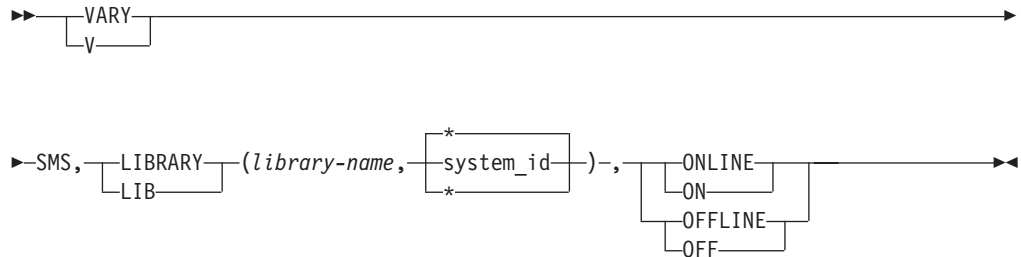 VARY
V
*
SMS, LIBRARY (library-name, system_id ) , ONLINE
LIB * ON
OFFLINE
OFF